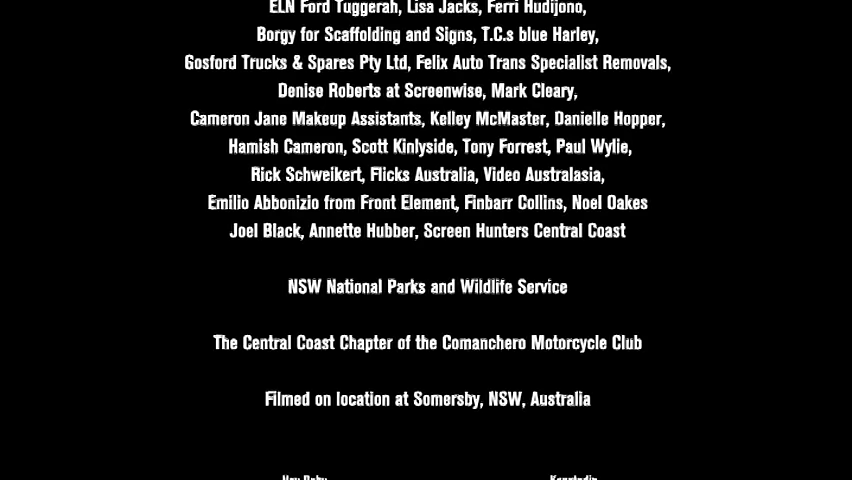 ELN Ford Tuggerah, Lisa Jacks, Ferri Hudijono,
Borgy for Scaffolding and Signs, T.C.s blue Harley,
Gosford Trucks & Spares Pty Ltd, Felix Auto Trans Specialist Removals,
Denise Roberts at Screenwise, Mark Cleary,
Cameron Jane Makeup Assistants, Kelley McMaster, Danielle Hopper,
Hamish Cameron, Scott Kinlyside, Tony Forrest, Paul Wylie,
Rick Schweikert, Flicks Australia, Video Australasia,
Emilio Abbonizio from Front Element, Finbarr Collins, Noel Oakes
Joel Black, Annette Hubber, Screen Hunters Central Coast
NSW National Parks and Wildlife Service
The Central Coast Chapter of the Comanchero Motorcycle Club
Filmed on location at Somersby, NSW, Australia